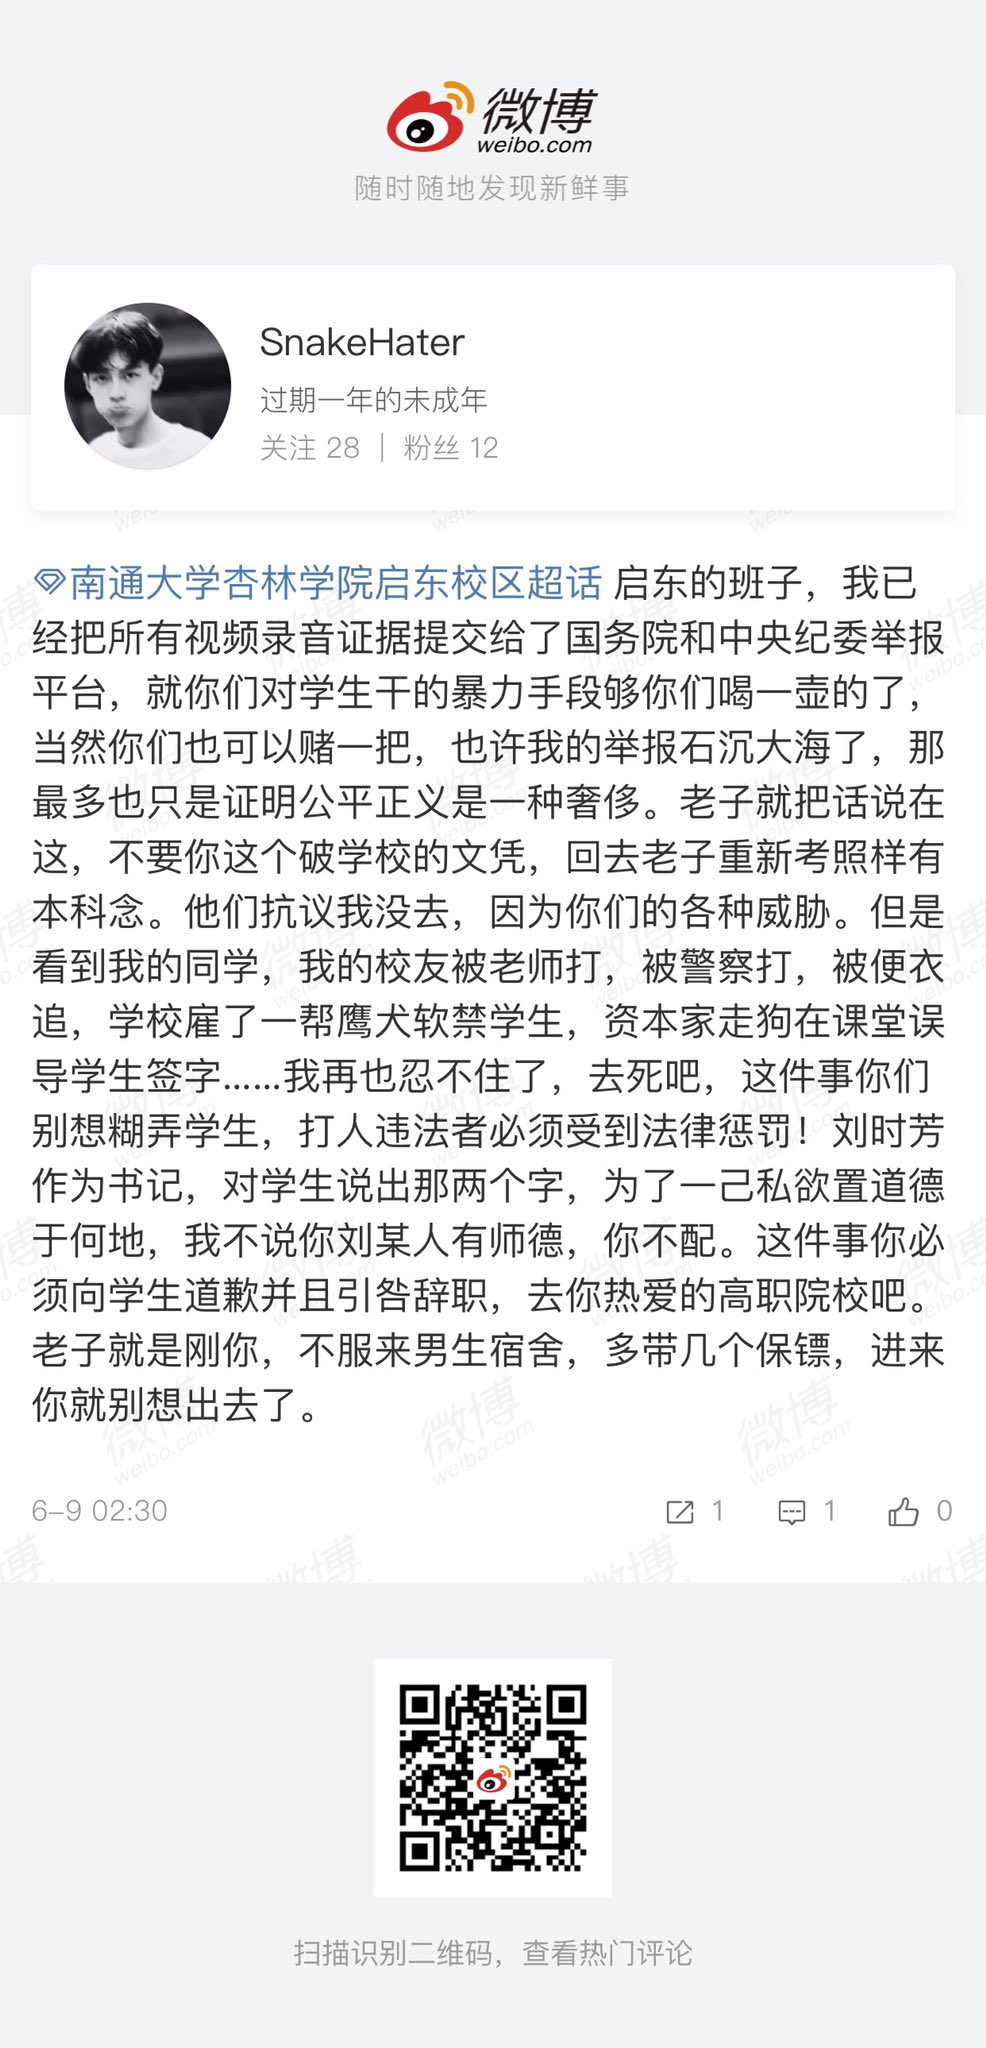 微博
weibo.com
随时随地发现新鲜事
SnakeHater
过期一年的未成年
关注 28 | 粉丝 12
南通大学杏林学院启东校区超话 启东的班子，我已
经把所有视频录音证据提交给了国务院和中央纪委举报
平台，就你们对学生干的暴力手段够你们喝一壶的了，
当然你们也可以赌一把，也许我的举报石沉大海了，那
最多也只是证明公平正义是一种奢侈。老子就把话说在
这，不要你这个破学校的文凭，回去老子重新考照样有
本科念。他们抗议我没去，因为你们的各种威胁。但是
看到我的同学，我的校友被老师打，被警察打，被便衣
追，学校雇了一帮鹰犬软禁学生，资本家走狗在课堂误
导学生签字……我再也忍不住了，去死吧，这件事你们
别想糊弄学生，打人违法者必须受到法律惩罚！刘时芳
作为书记，对学生说出那两个字，为了一己私欲置道德
于何地，我不说你刘某人有师德，你不配。这件事你必
须向学生道歉并且引咎辞职，去你热爱的高职院校吧。
老子就是刚你，不服来男生宿舍，多带几个保镖，进来
你就别想出去了。
6-9 02:30
1
1
0
扫描识别二维码，查看热门评论